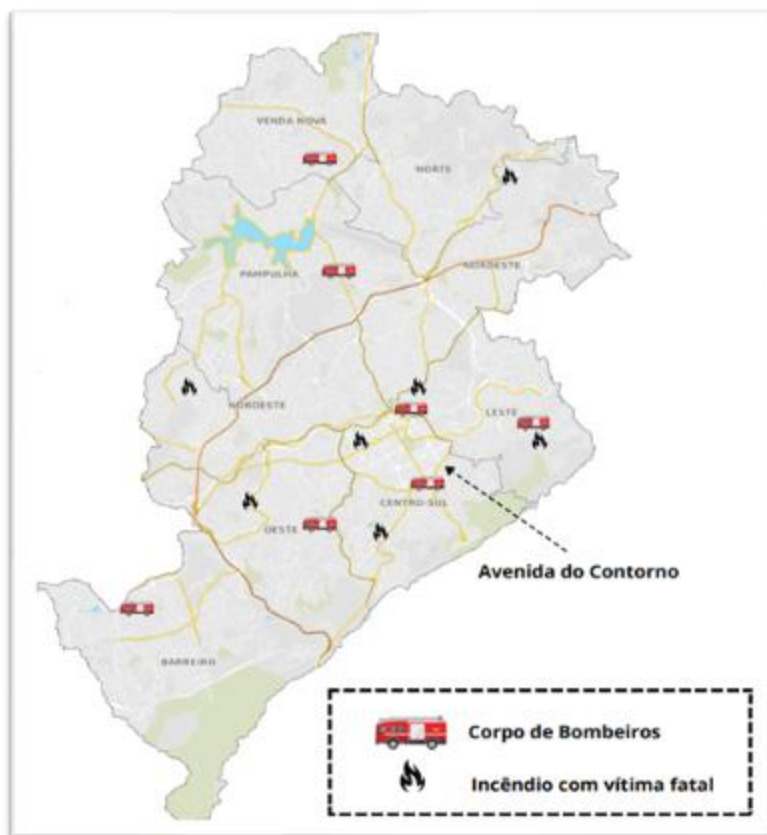 VENDA NOVA
NORTE
PAMPULHA
NORDESTE
NOROESTE
LESTE
CENTRO-SUL
OESTE
Avenida do Contorno
BARREIRO
Corpo de Bombeiros
Incêndio com vítima fatal